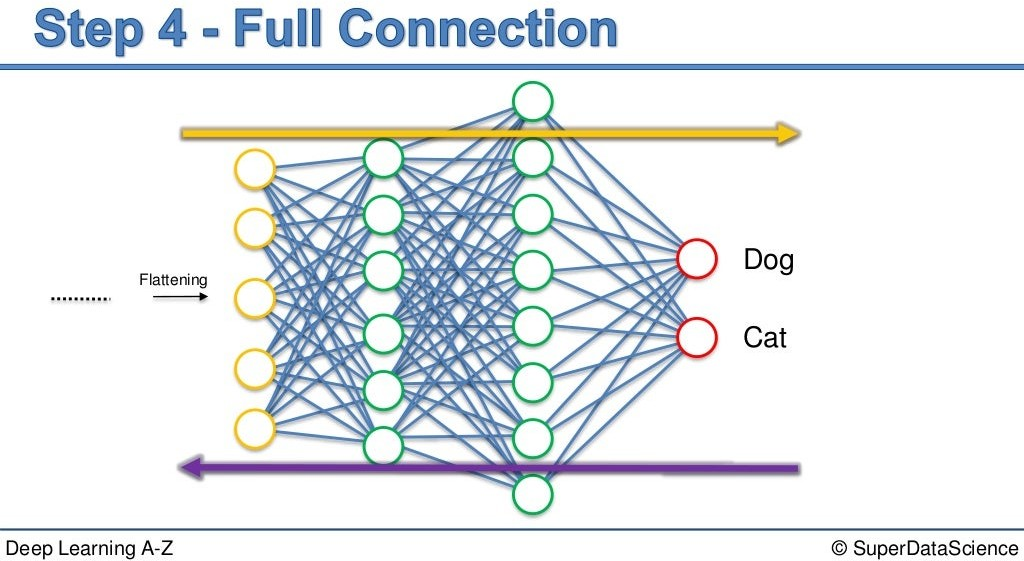 Step 4 - Full Connection
Flattening
Dog
Cat
Deep Learning A-Z
© SuperDataScience